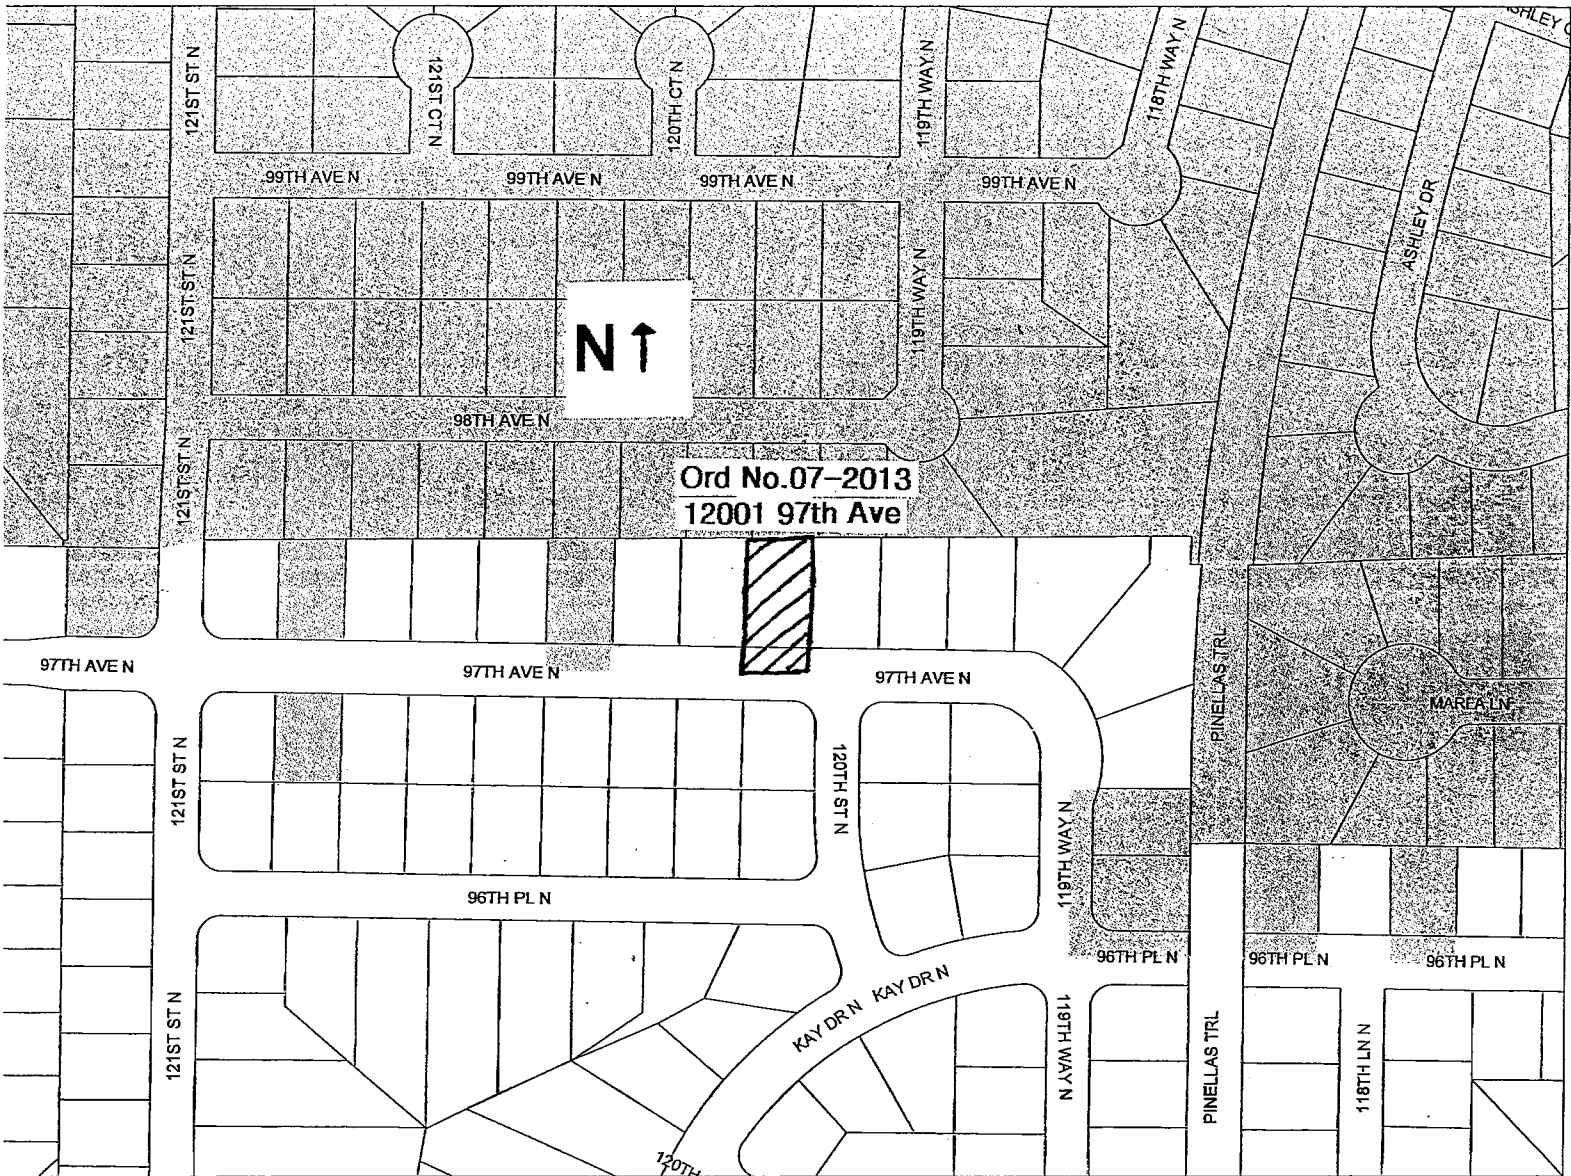 ASHLEY
121ST ST N
121ST CT N
120TH CT N
119TH WAY N
118TH WAY N
99TH AVE N
99TH AVE N
99TH AVE N
99TH AVE N
ASHLEY DR
121ST ST N
N ↑
119TH WAY N
98TH AVE N
121ST ST N
Ord No.07-2013
12001 97th Ave
97TH AVE N
97TH AVE N
97TH AVE N
PINELLAS TRL
MARLA LN
121ST ST N
120TH ST N
119TH WAY N
96TH PL N
96TH PL N
96TH PL N
96TH PL N
KAY DR N
KAY DR N
121ST ST N
119TH WAY N
PINELLAS TRL
118TH LN N
120TH